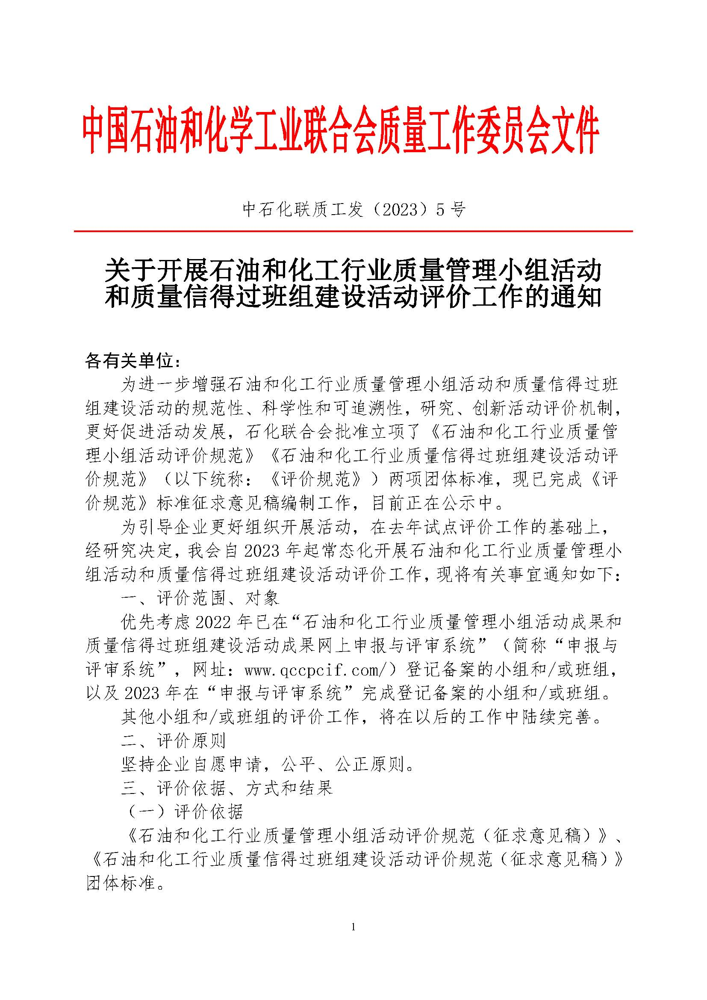 中国石油和化学工业联合会质量工作委员会文件
中石化联质工发（2023）5 号
关于开展石油和化工行业质量管理小组活动
和质量信得过班组建设活动评价工作的通知
各有关单位：
为进一步增强石油和化工行业质量管理小组活动和质量信得过班
组建设活动的规范性、科学性和可追溯性，研究、创新活动评价机制，
更好促进活动发展，石化联合会批准立项了《石油和化工行业质量管
理小组活动评价规范》《石油和化工行业质量信得过班组建设活动评
价规范》（以下统称：《评价规范》）两项团体标准，现已完成《评
价规范》标准征求意见稿编制工作，目前正在公示中。
为引导企业更好组织开展活动，在去年试点评价工作的基础上，
经研究决定，我会自 2023 年起常态化开展石油和化工行业质量管理小
组活动和质量信得过班组建设活动评价工作，现将有关事宜通知如下：
一、评价范围、对象
优先考虑 2022 年已在“石油和化工行业质量管理小组活动成果和
质量信得过班组建设活动成果网上申报与评审系统”（简称“申报与
评审系统”，网址：www.qccpcif.com/）登记备案的小组和/或班组，
以及 2023 年在“申报与评审系统”完成登记备案的小组和/或班组。
其他小组和/或班组的评价工作，将在以后的工作中陆续完善。
二、评价原则
坚持企业自愿申请，公平、公正原则。
三、评价依据、方式和结果
（一）评价依据
《石油和化工行业质量管理小组活动评价规范（征求意见稿）》、
《石油和化工行业质量信得过班组建设活动评价规范（征求意见稿）》
团体标准。
1